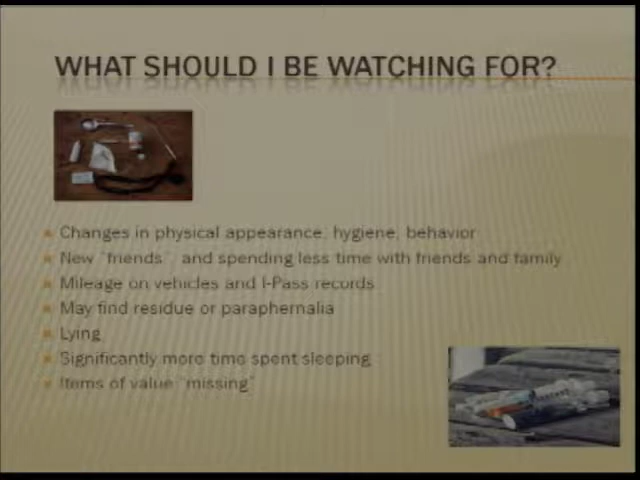 WHAT SHOULD I BE WATCHING FOR?
Changes in physical appearance, hygiene, behavior
New "friends", and spending less time with friends and family
Mileage on vehicles and I-Pass records
May find residue or paraphernalia
Lying
Significantly more time spent sleeping
Items of value "missing"